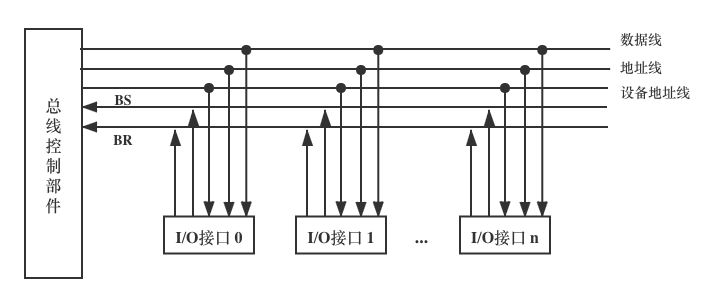 数据线
地址线
设备地址线
BS
BR
总线控制部件
I/O接口 0
I/O接口 1
...
I/O接口 n